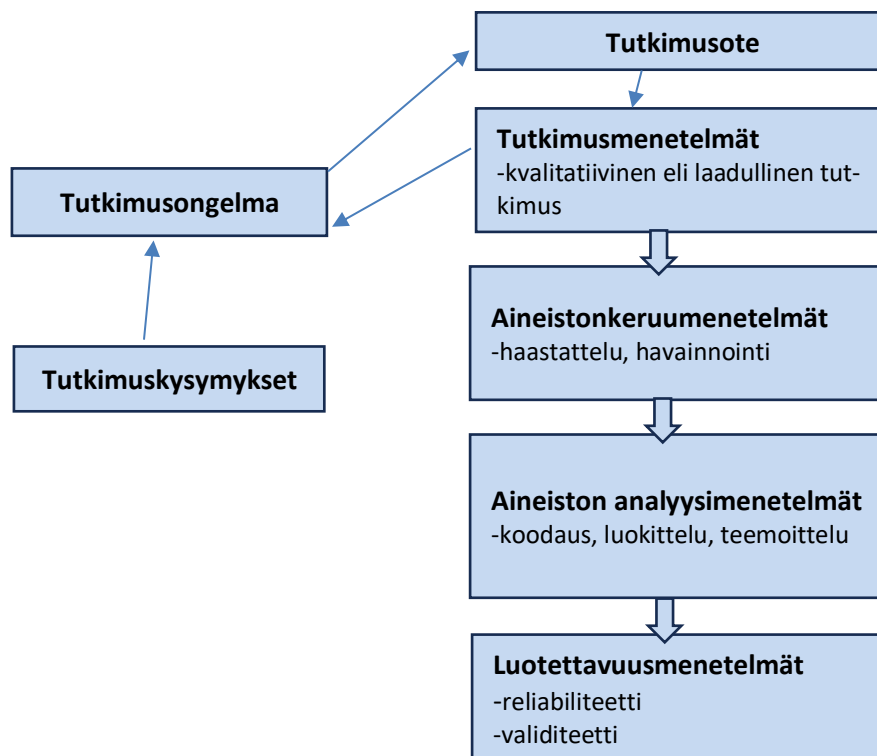 Tutkimusote
Tutkimusmenetelmät
-kvalitatiivinen eli laadullinen tut-
kimus
Tutkimusongelma
Aineistonkeruumenetelmät
-haastattelu, havainnointi
Tutkimuskysymykset
Aineiston analyysimenetelmät
-koodaus, luokittelu, teemoittelu
Luotettavuusmenetelmät
-reliabiliteetti
-validiteetti